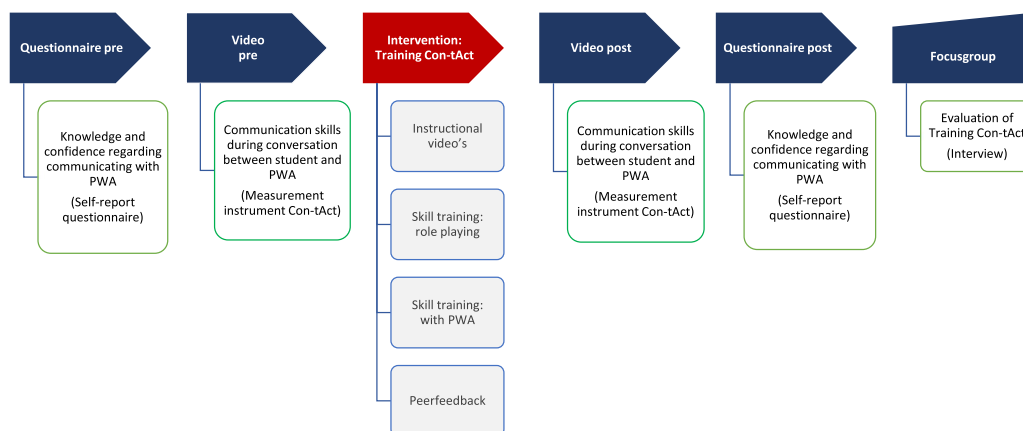 Questionnaire pre
Video
pre
Intervention:
Training Con-tAct
Video post
Questionnaire post
Focusgroup
Knowledge and
confidence regarding
communicating with
PWA
(Self-report
questionnaire)
Communication skills
during conversation
between student and
PWA
(Measurement
instrument Con-tAct)
Instructional
video's
Skill training:
role playing
Skill training:
with PWA
Peerfeedback
Communication skills
during conversation
between student and
PWA
(Measurement
instrument Con-tAct)
Knowledge and
confidence regarding
communicating with
PWA
(Self-report
questionnaire)
Evaluation of
Training Con-tAct
(Interview)